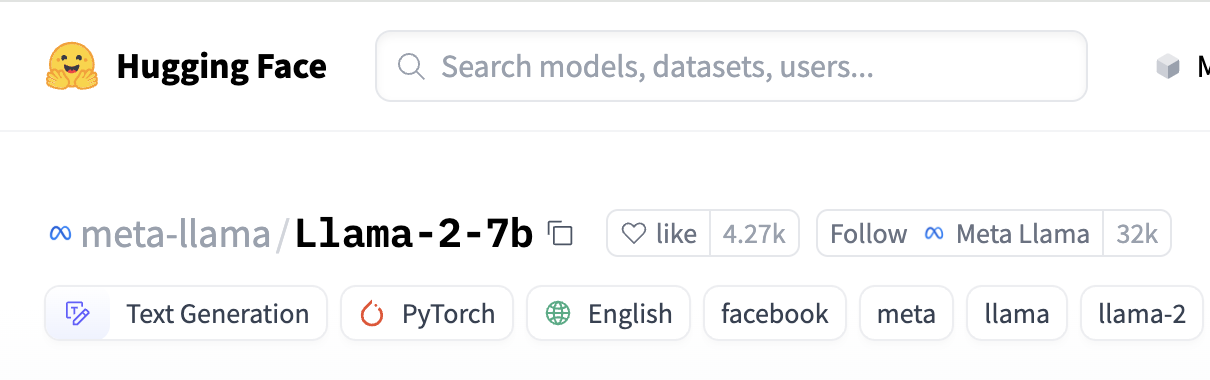 Hugging Face Search models, datasets, users... M
meta-llama/Llama-2-7b like 4.27k Follow Meta Llama 32k
Text Generation PyTorch English facebook meta llama llama-2